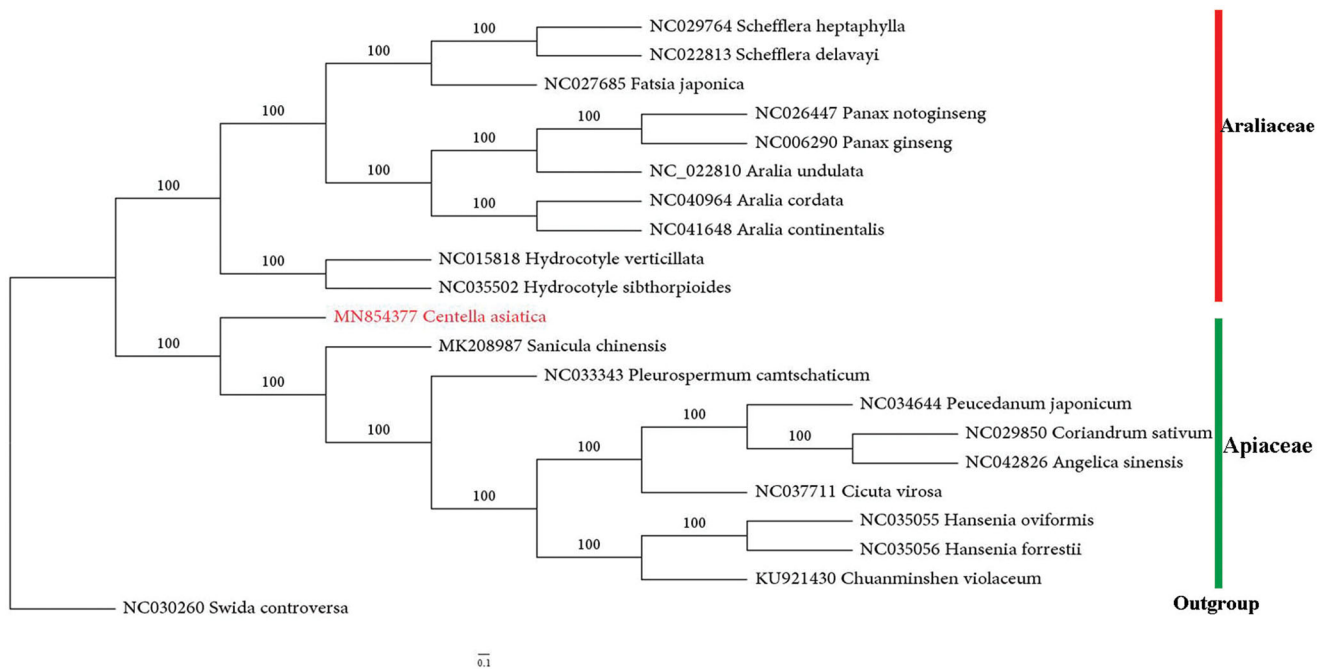 100
NC029764 Schefflera heptaphylla
100
NC022813 Schefflera delavayi
NC027685 Fatsia japonica
100
100
NC026447 Panax notoginseng
Araliaceae
100
NC006290 Panax ginseng
100
NC_022810 Aralia undulata
100
100
NC040964 Aralia cordata
100
NC041648 Aralia continentalis
NC015818 Hydrocotyle verticillata
100
NC035502 Hydrocotyle sibthorpioides
MN854377 Centella asiatica
100
MK208987 Sanicula chinensis
100
NC033343 Pleurospermum camtschaticum
NC034644 Peucedanum japonicum
100
100
NC029850 Coriandrum sativum
100
100
Apiaceae
NC042826 Angelica sinensis
NC037711 Cicuta virosa
100
NC035055 Hansenia oviformis
100
100
NC035056 Hansenia forrestii
KU921430 Chuanminshen violaceum
Outgroup
NC030260 Swida controversa
0.1